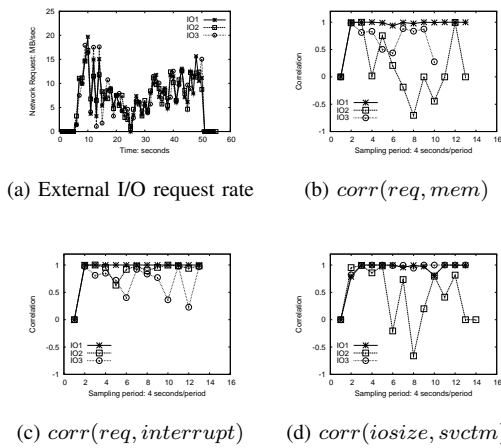 25
20
15
10
5
0
0 10 20 30 40 50 60
Network Request: MB/sec
Time: seconds
IO1
IO2
IO3
(a) External I/O request rate
1
0.5
0
-0.5
-1
0 2 4 6 8 10 12 14 16
Correlation
Sampling period: 4 seconds/period
IO1
IO2
IO3
(b) corr(req, mem)
1
0.5
0
-0.5
-1
0 2 4 6 8 10 12 14 16
Correlation
Sampling period: 4 seconds/period
IO1
IO2
IO3
(c) corr(req, interrupt)
1
0.5
0
-0.5
-1
0 2 4 6 8 10 12 14 16
Correlation
Sampling period: 4 seconds/period
IO1
IO2
IO3
(d) corr(iosize, svctm)